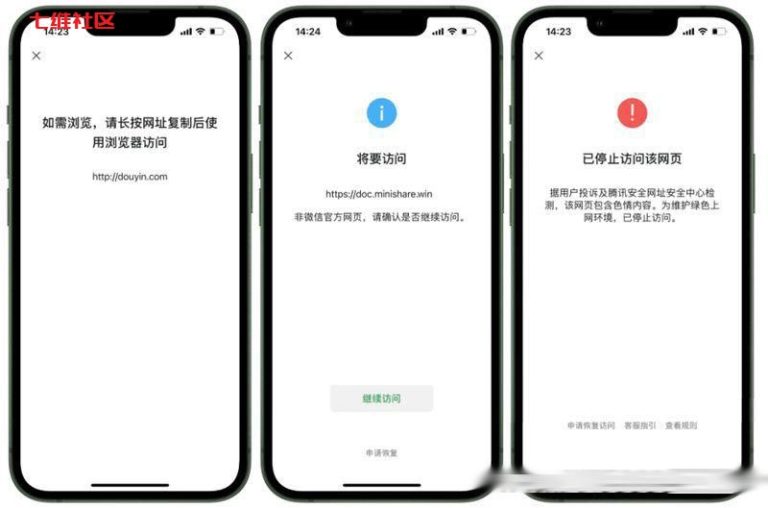 七维社区
14:23
如需浏览，请长按网址复制后使
用浏览器访问
http://douyin.com
14:24
将要访问
https://doc.minishare.win
非微信官方网页，请确认是否继续访问。
继续访问
申请恢复
14:23
已停止访问该网页
据用户投诉及腾讯安全网址安全中心检
测，该网页包含色情内容。为维护绿色上
网环境，已停止访问。
申请恢复访问 客服指引 查看规则